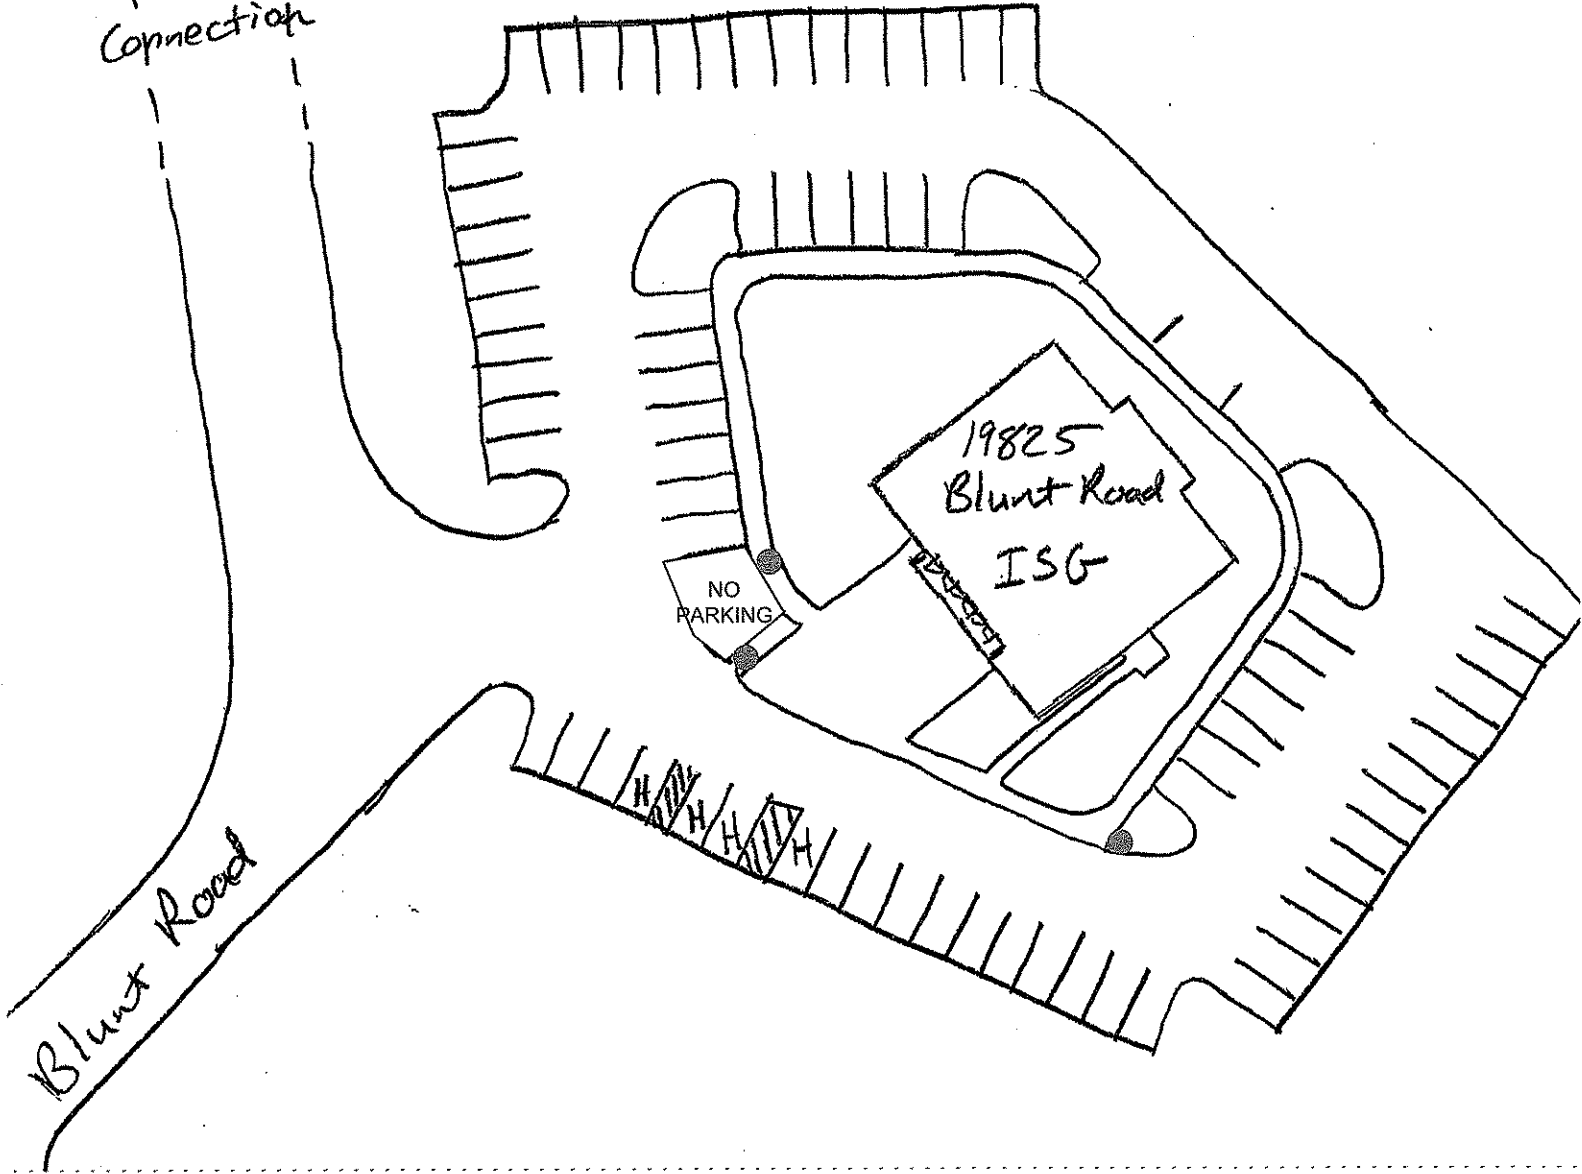 Connection
19825
Blunt Road
ISG
NO
PARKING
H
H
H
H
Blunt Road